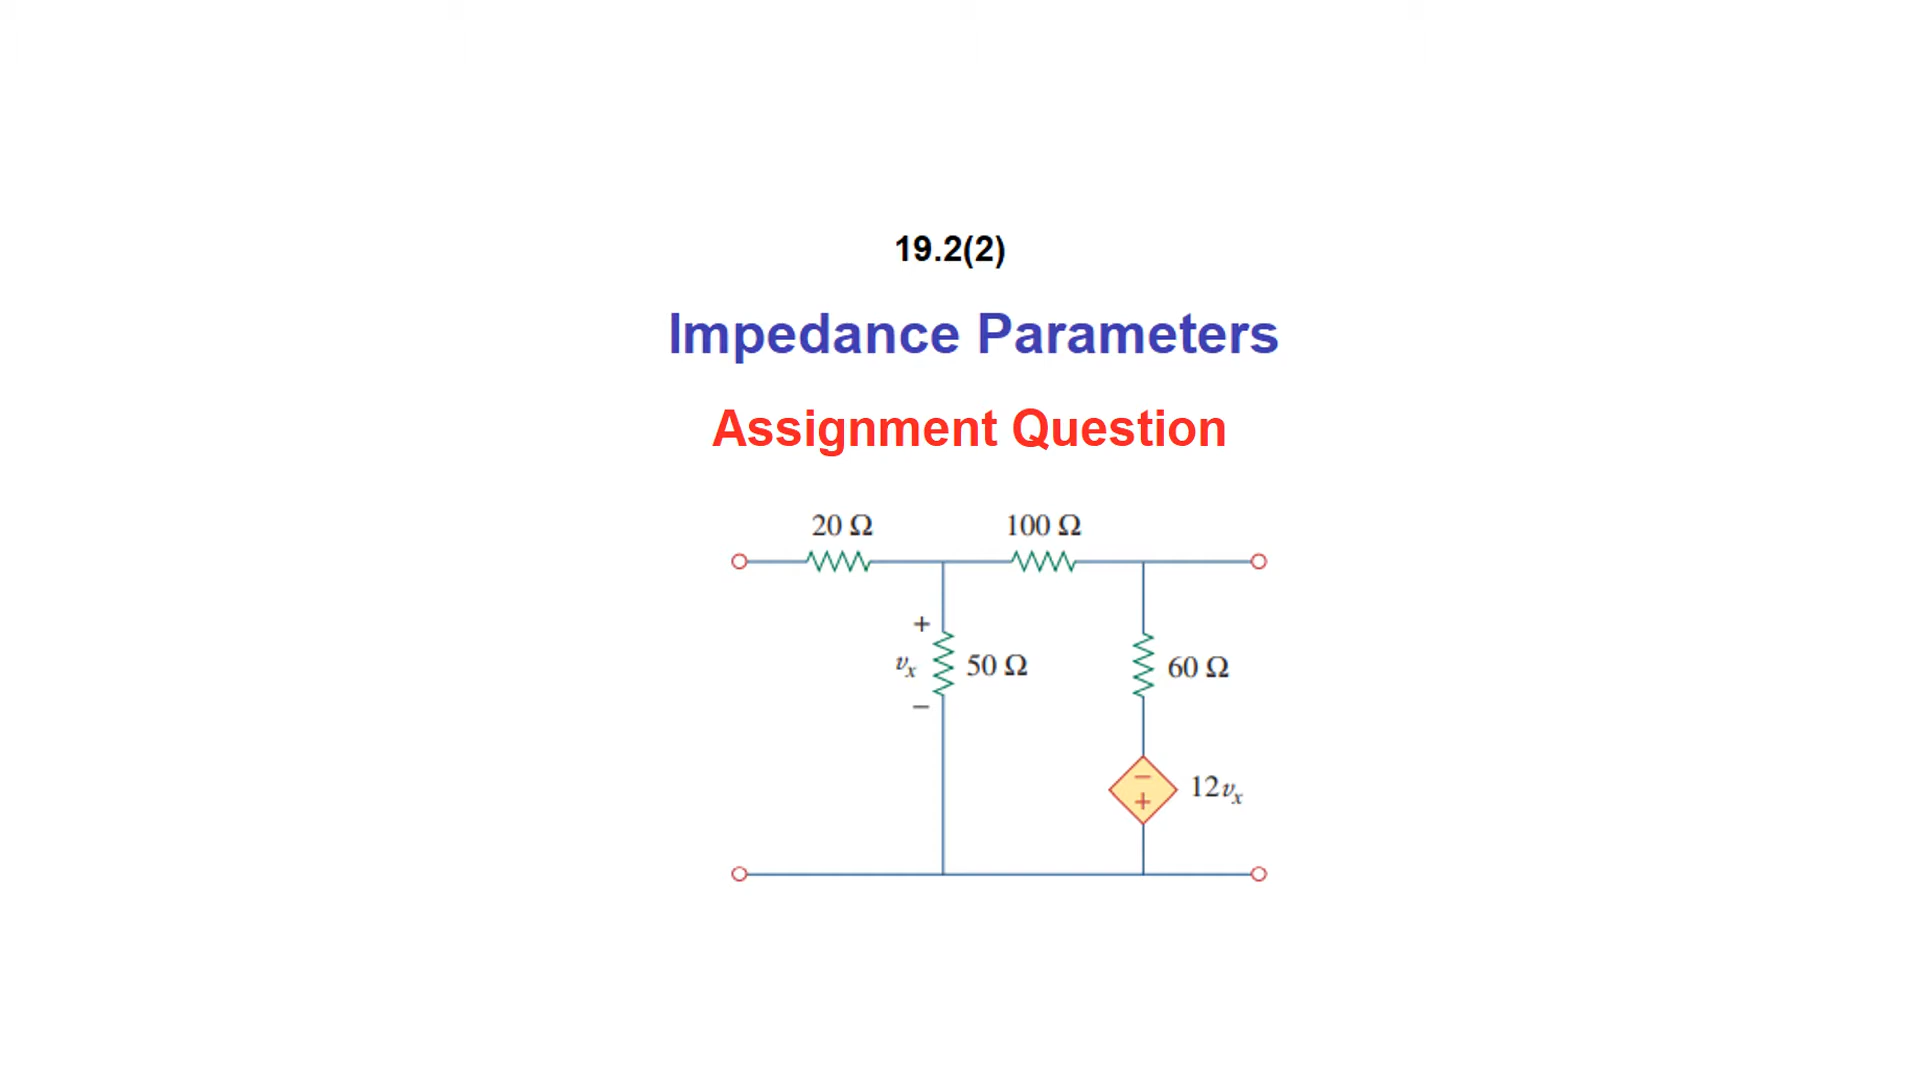 19.2(2)
Impedance Parameters
Assignment Question
20 Ω
100 Ω
+
vₓ
50 Ω
60 Ω
−
−
12vₓ
+